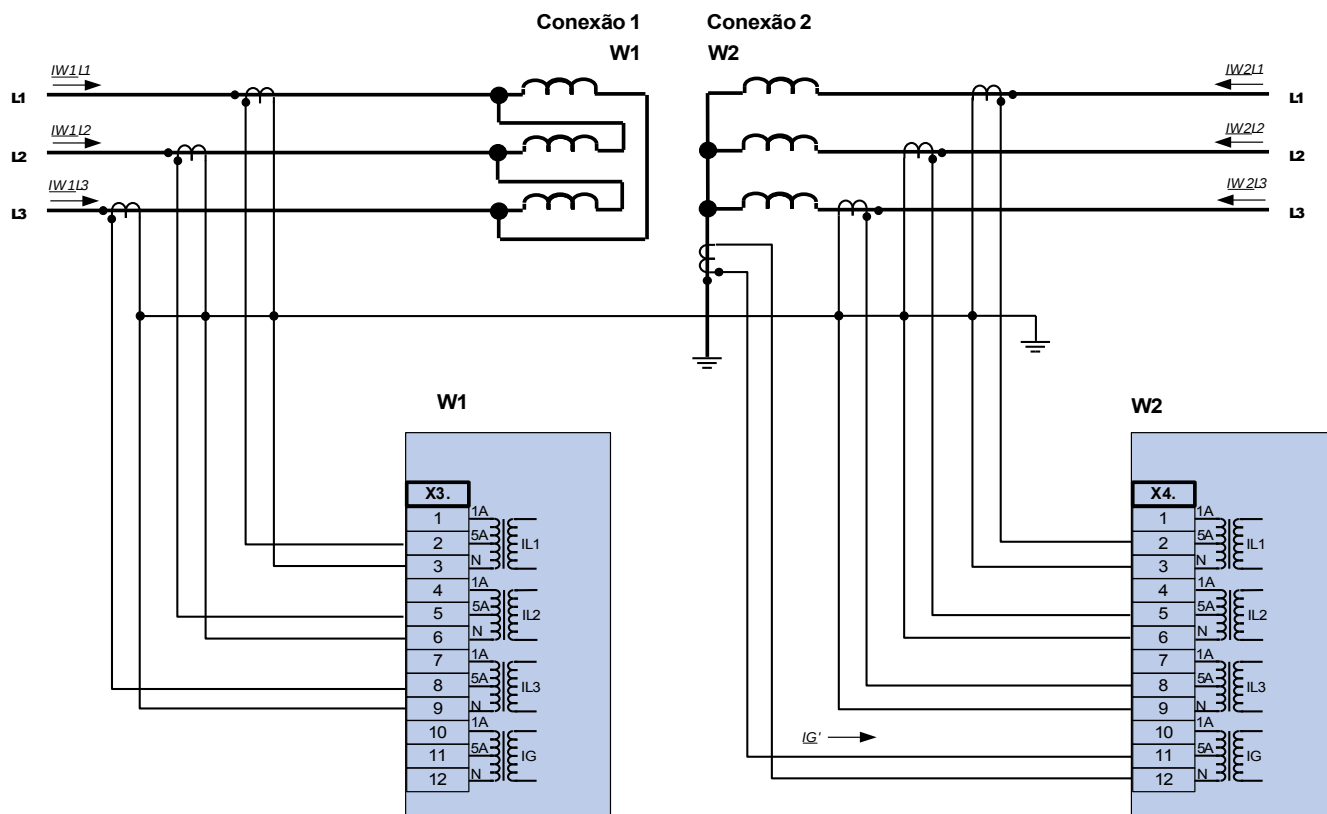 Conexão 1
Conexão 2
W1
W2
IW1L1
IW2L1
L1
L1
IW1L2
IW2L2
L2
L2
IW1L3
IW2L3
L3
L3
W1
W2
X3.
1 1A
2 5A IL1
3 N
4 1A
5 5A IL2
6 N
7 1A
8 5A IL3
9 N
10 1A
11 5A IG
12 N
IG'
X4.
1 1A
2 5A IL1
3 N
4 1A
5 5A IL2
6 N
7 1A
8 5A IL3
9 N
10 1A
11 5A IG
12 N